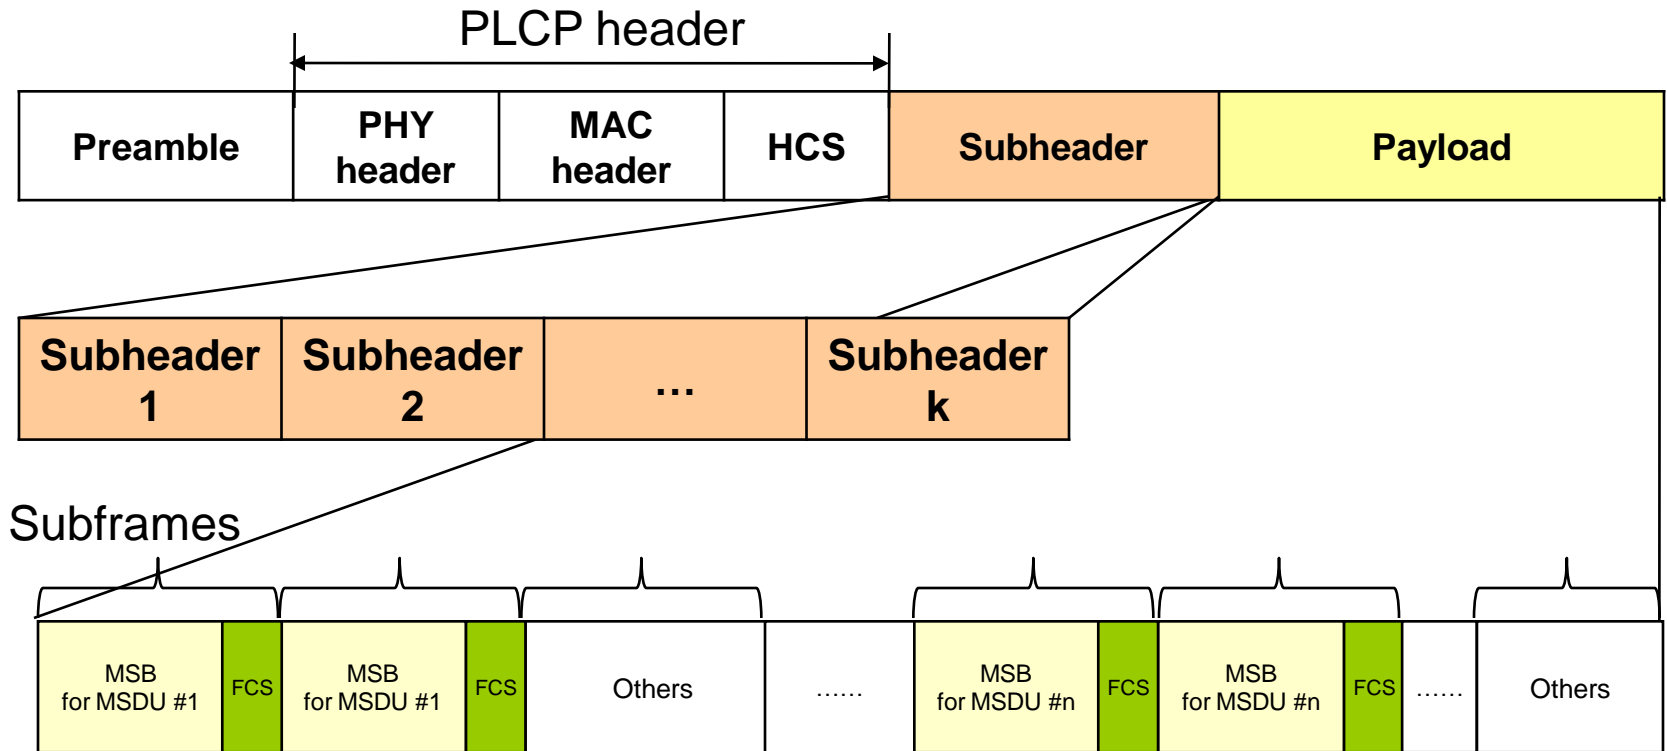 PLCP header
Preamble
PHY
header
MAC
header
HCS
Subheader
Payload
Subheader
1
Subheader
2
...
Subheader
k
Subframes
MSB
for MSDU #1
FCS
MSB
for MSDU #1
FCS
Others
......
MSB
for MSDU #n
FCS
MSB
for MSDU #n
FCS
......
Others